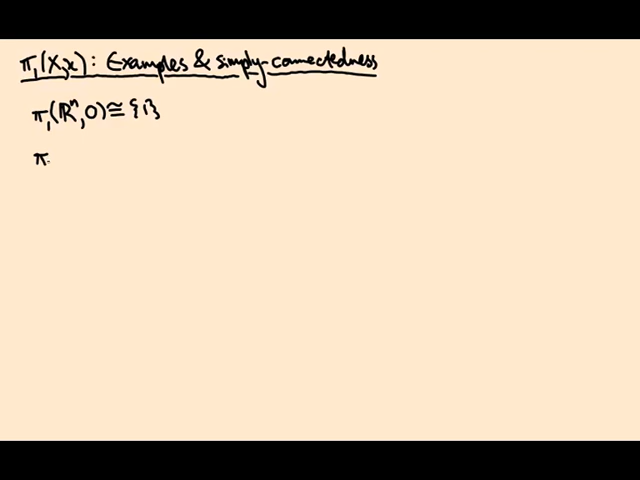 π₁(X,x) : Examples & simply-connectedness
π₁(ℝⁿ,0) ≅ {1}
π